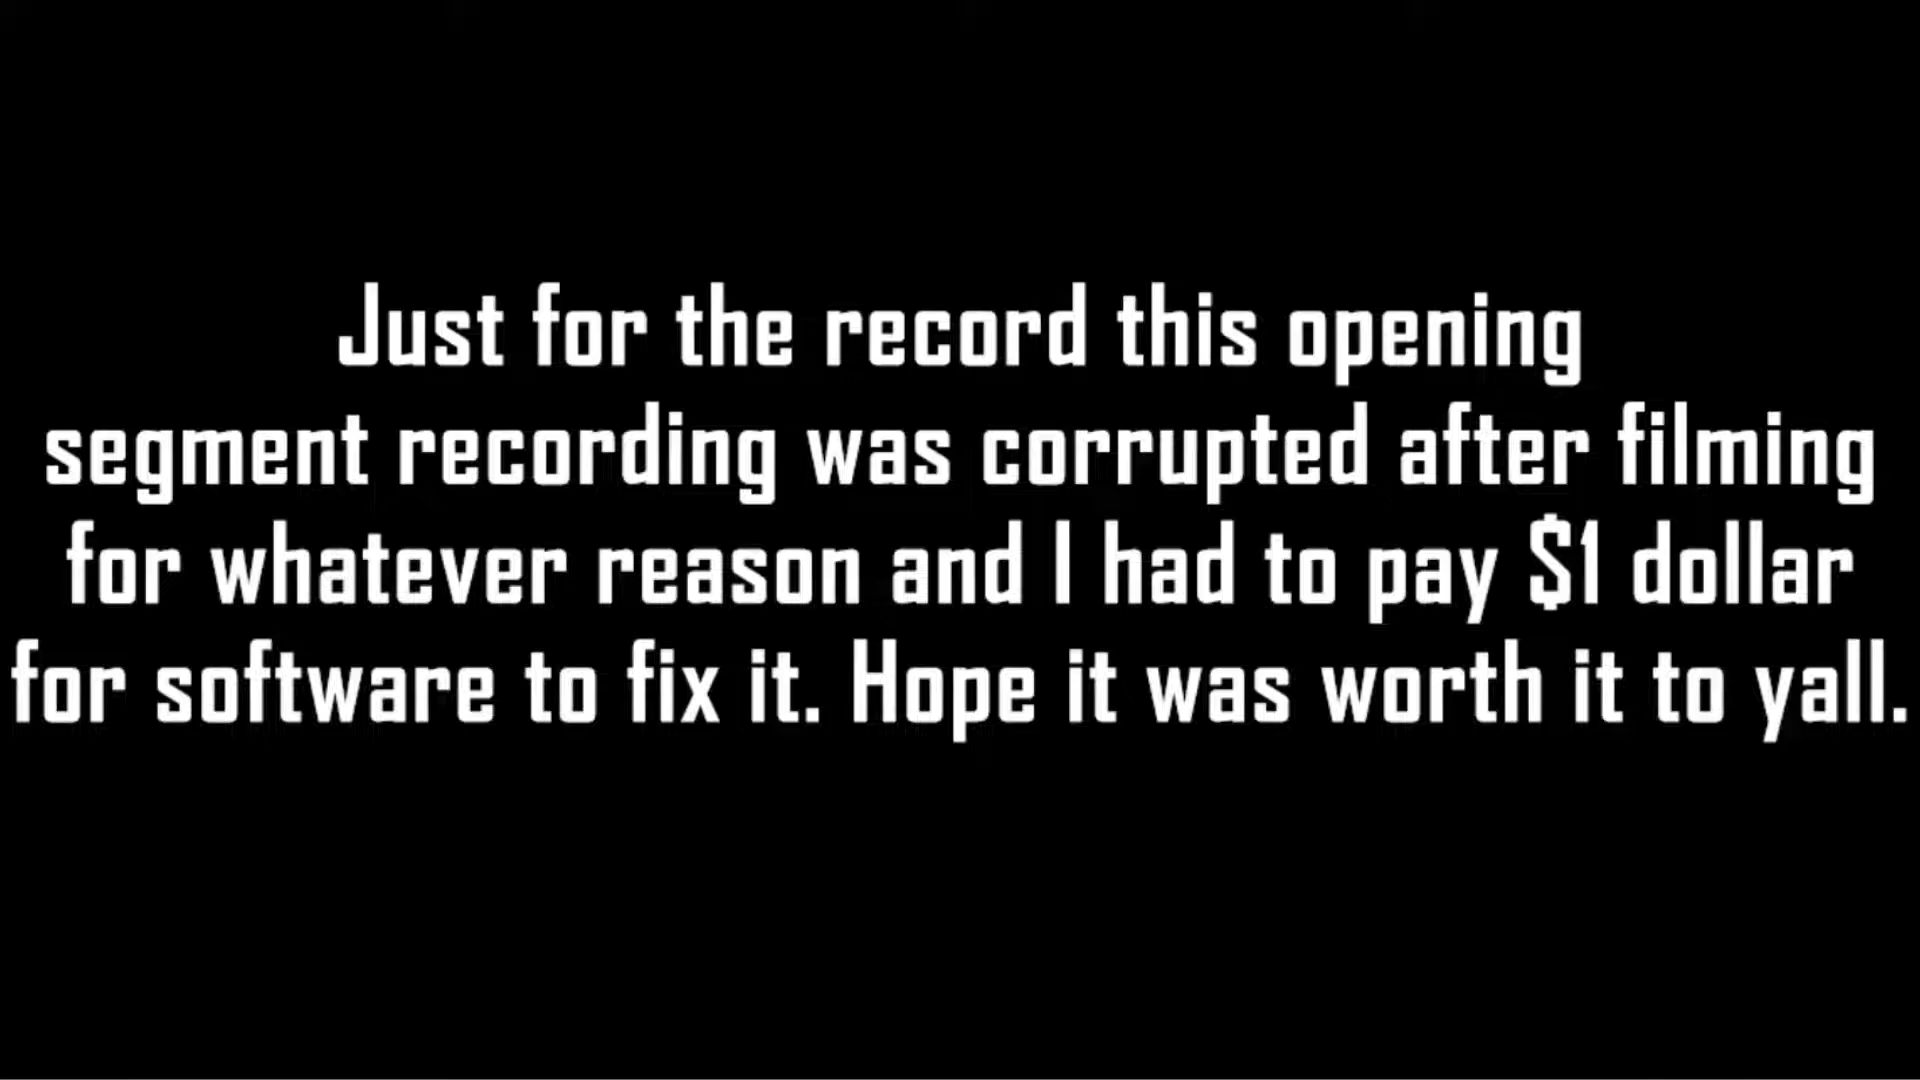 Just for the record this opening
segment recording was corrupted after filming
for whatever reason and I had to pay $1 dollar
for software to fix it. Hope it was worth it to yall.